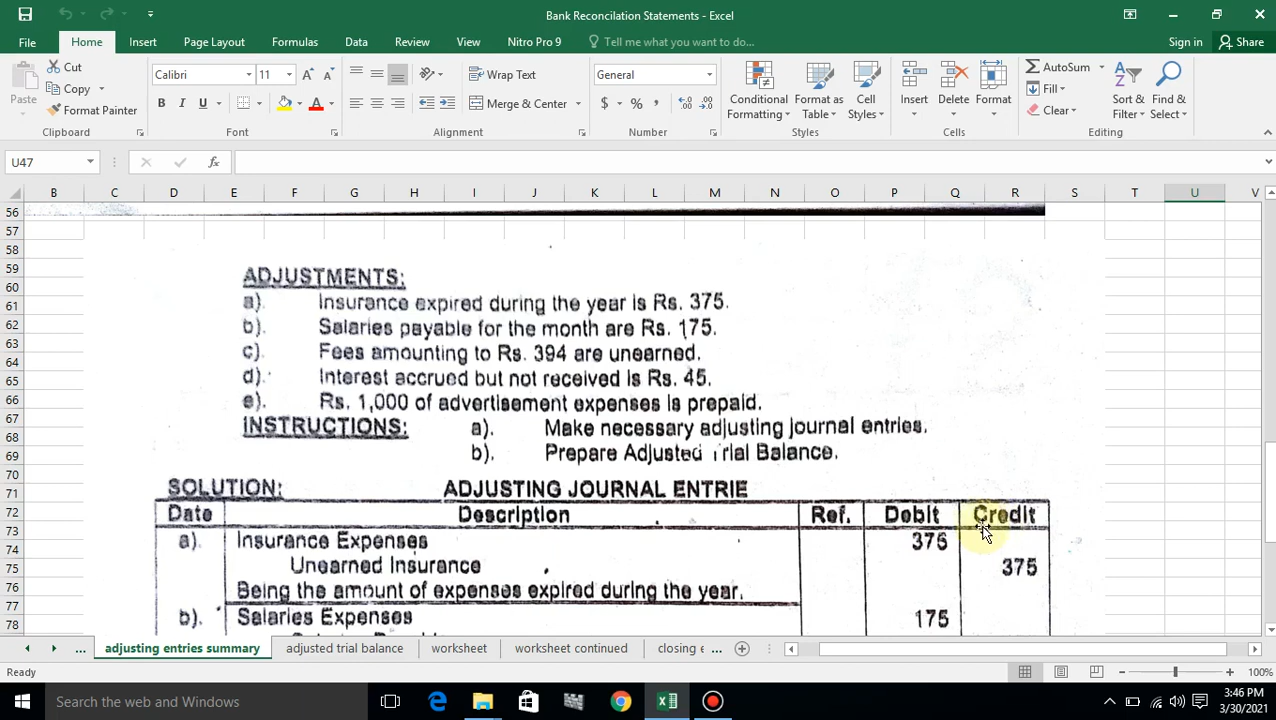 Bank Reconciliation Statements - Excel
File Home Insert Page Layout Formulas Data Review View Nitro Pro 9 Tell me what you want to do... Sign in Share
Cut
Copy
Format Painter
Paste
Calibri 11
B I U
Wrap Text
Merge & Center
General
$ % ,
Conditional Formatting
Format as Table
Cell Styles
Insert Delete Format
AutoSum
Fill
Clear
Sort & Filter
Find & Select
Clipboard Font Alignment Number Styles Cells Editing
U47 fx
B C D E F G H I J K L M N O P Q R S T U V
56
57
58
59
60
61
62
63
64
65
66
67
68
69
70
71
72
73
74
75
76
77
78
ADJUSTMENTS:
a). Insurance expired during the year is Rs. 375.
b). Salaries payable for the month are Rs. 175.
c). Fees amounting to Rs. 394 are unearned.
d). Interest accrued but not received is Rs. 45.
e). Rs. 1,000 of advertisement expenses is prepaid.
INSTRUCTIONS: a). Make necessary adjusting journal entries.
b). Prepare Adjusted Trial Balance.
SOLUTION: ADJUSTING JOURNAL ENTRIE
Date Description Ref. Debit Credit
a). Insurance Expenses 375
Unearned Insurance 375
Being the amount of expenses expired during the year.
b). Salaries Expenses 175
... adjusting entries summary adjusted trial balance worksheet worksheet continued closing e ...
Ready 100%
Search the web and Windows
3:46 PM
3/30/2021